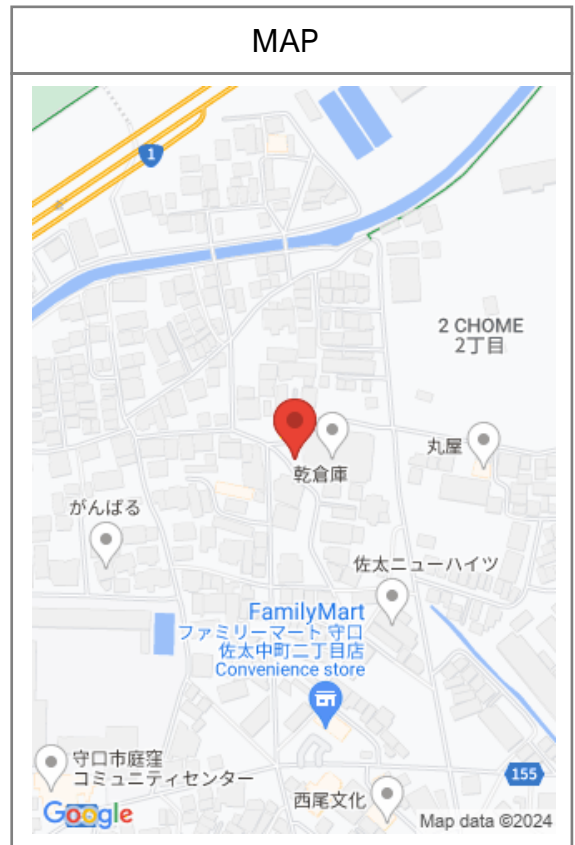 MAP
1
2 CHOME
2丁目
丸屋
乾倉庫
がんばる
佐太ニューハイツ
FamilyMart
ファミリーマート 守口
佐太中町二丁目店
Convenience store
守口市庭窪
コミュニティセンター
155
西尾文化
Google
Map data ©2024